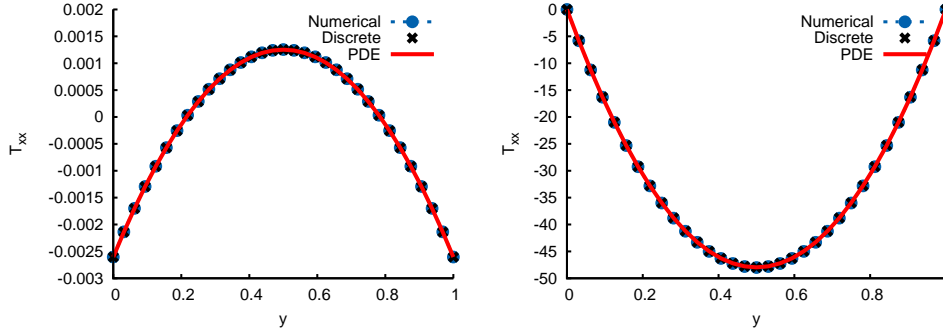 0.002
0.0015
0.001
0.0005
0
-0.0005
-0.001
-0.0015
-0.002
-0.0025
-0.003
T_xx
0 0.2 0.4 0.6 0.8 1
y
Numerical
Discrete
PDE
0
-5
-10
-15
-20
-25
-30
-35
-40
-45
-50
T_xx
0 0.2 0.4 0.6 0.8
y
Numerical
Discrete
PDE